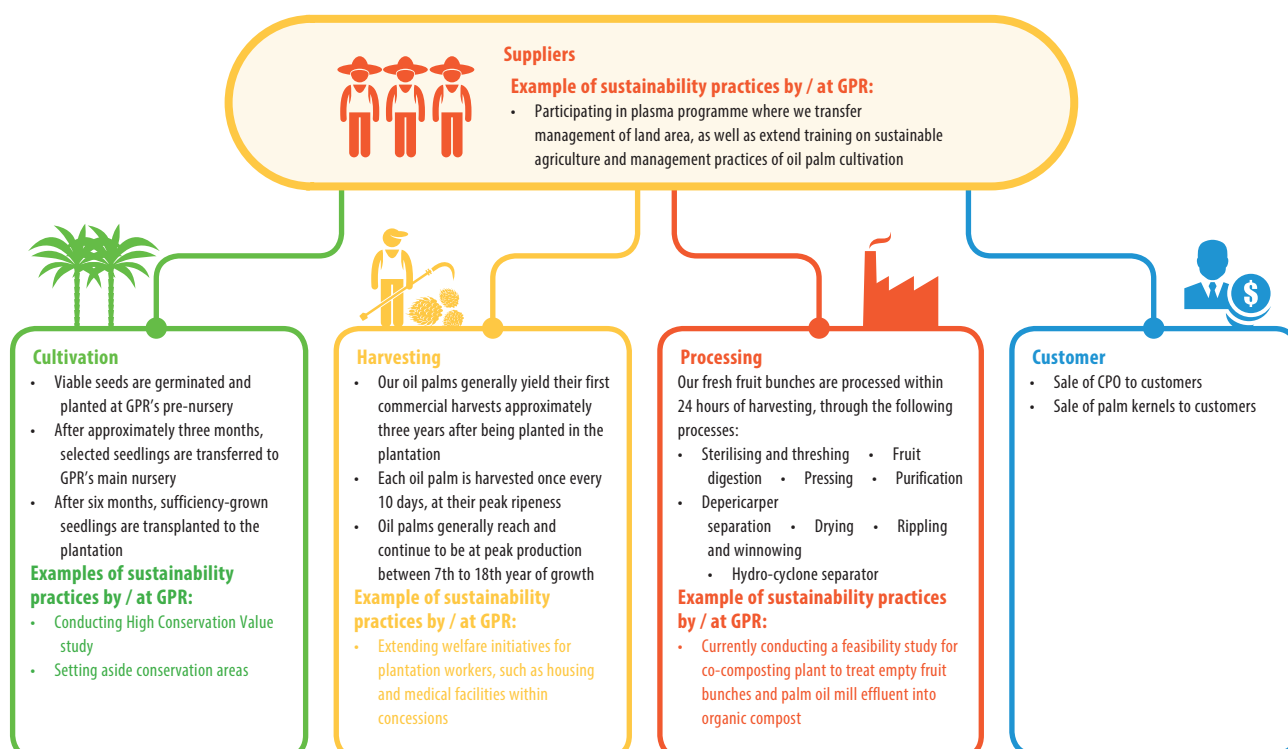 Suppliers
Example of sustainability practices by / at GPR:
• Participating in plasma programme where we transfer
management of land area, as well as extend training on sustainable
agriculture and management practices of oil palm cultivation
$
Cultivation
• Viable seeds are germinated and
planted at GPR's pre-nursery
• After approximately three months,
selected seedlings are transferred to
GPR's main nursery
• After six months, sufficiency-grown
seedlings are transplanted to the
plantation
Examples of sustainability
practices by / at GPR:
• Conducting High Conservation Value
study
• Setting aside conservation areas
Harvesting
• Our oil palms generally yield their first
commercial harvests approximately
three years after being planted in the
plantation
• Each oil palm is harvested once every
10 days, at their peak ripeness
• Oil palms generally reach and
continue to be at peak production
between 7th to 18th year of growth
Example of sustainability
practices by / at GPR:
• Extending welfare initiatives for
plantation workers, such as housing
and medical facilities within
concessions
Processing
Our fresh fruit bunches are processed within
24 hours of harvesting, through the following
processes:
• Sterilising and threshing • Fruit
digestion • Pressing • Purification
• Depericarper
separation • Drying • Rippling
and winnowing
• Hydro-cyclone separator
Example of sustainability practices
by / at GPR:
• Currently conducting a feasibility study for
co-composting plant to treat empty fruit
bunches and palm oil mill effluent into
organic compost
Customer
• Sale of CPO to customers
• Sale of palm kernels to customers